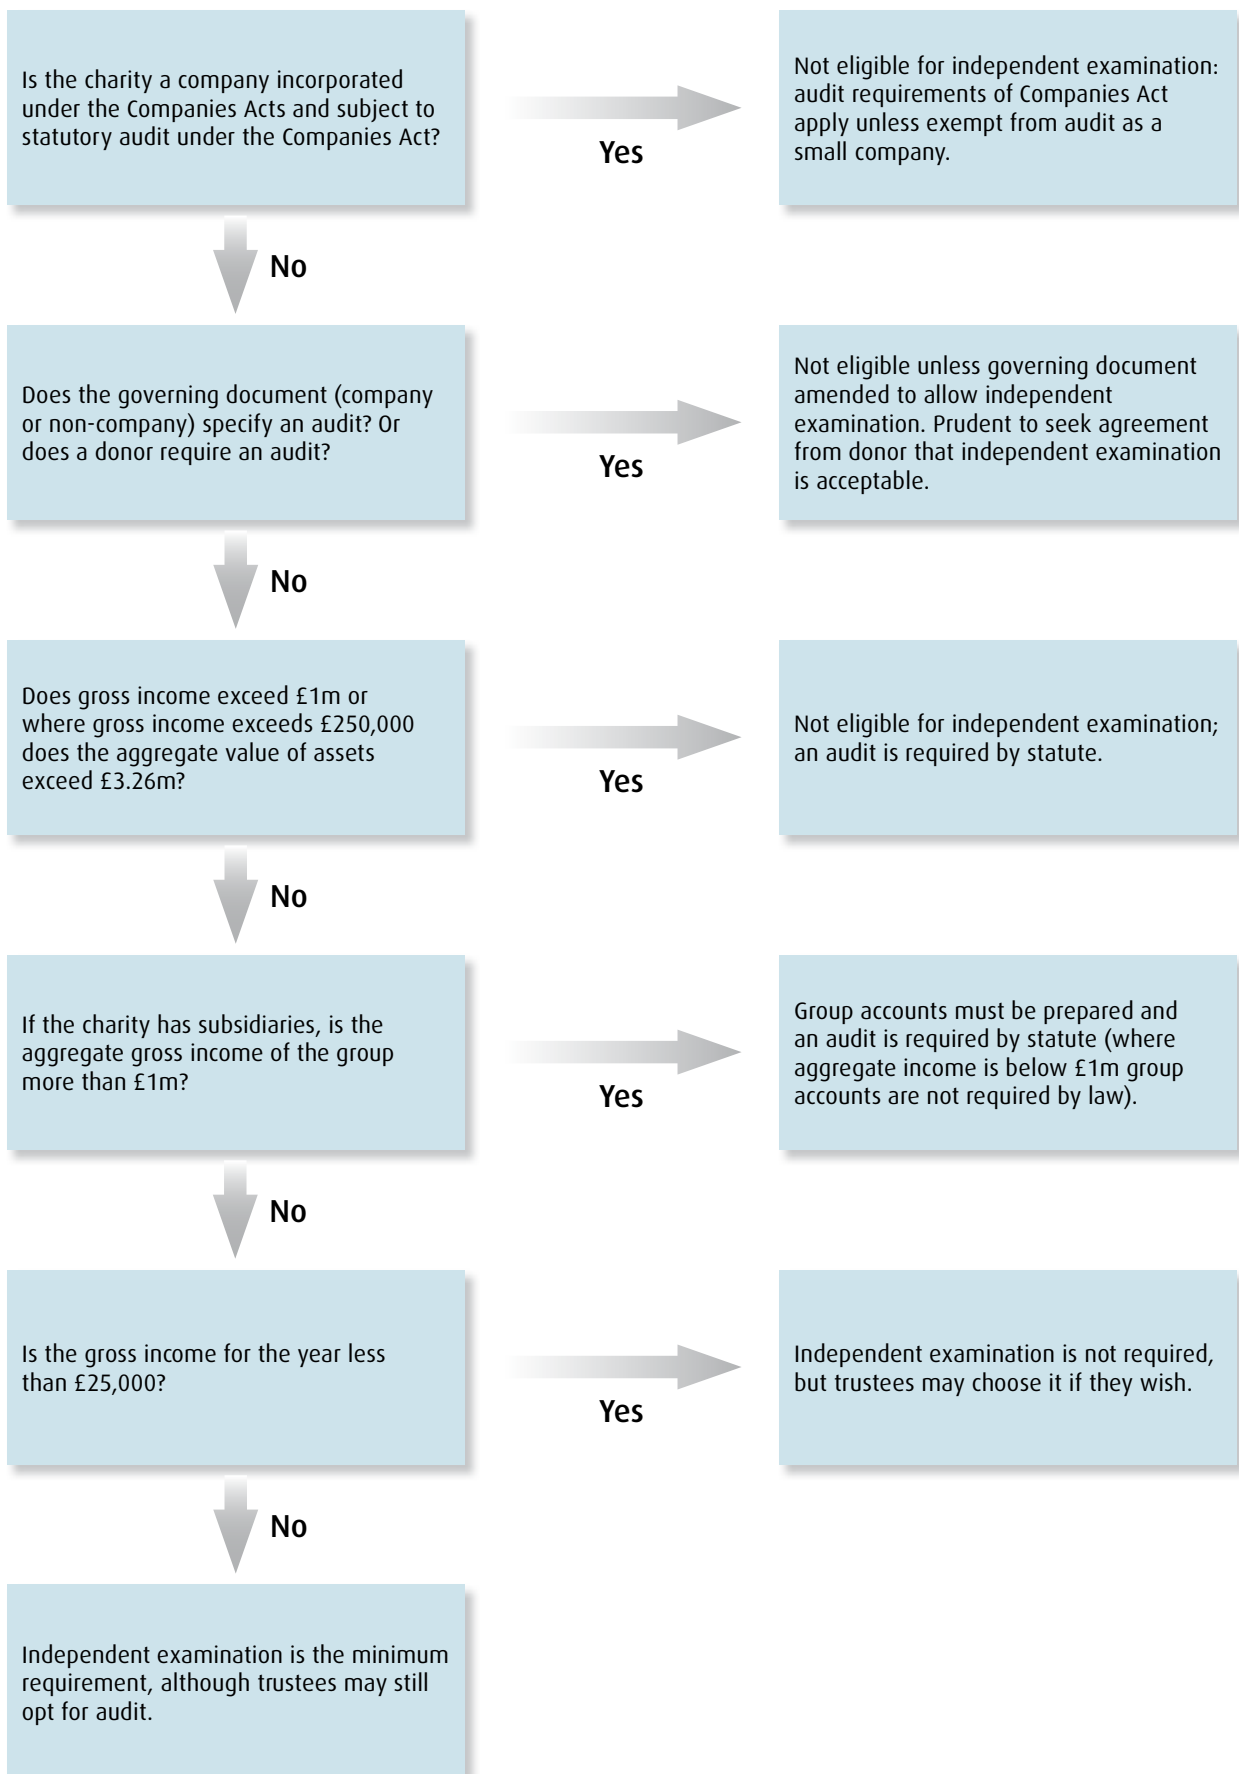 Is the charity a company incorporated
under the Companies Acts and subject to
statutory audit under the Companies Act?
Yes
Not eligible for independent examination:
audit requirements of Companies Act
apply unless exempt from audit as a
small company.
No
Does the governing document (company
or non-company) specify an audit? Or
does a donor require an audit?
Yes
Not eligible unless governing document
amended to allow independent
examination. Prudent to seek agreement
from donor that independent examination
is acceptable.
No
Does gross income exceed £1m or
where gross income exceeds £250,000
does the aggregate value of assets
exceed £3.26m?
Yes
Not eligible for independent examination;
an audit is required by statute.
No
If the charity has subsidiaries, is the
aggregate gross income of the group
more than £1m?
Yes
Group accounts must be prepared and
an audit is required by statute (where
aggregate income is below £1m group
accounts are not required by law).
No
Is the gross income for the year less
than £25,000?
Yes
Independent examination is not required,
but trustees may choose it if they wish.
No
Independent examination is the minimum
requirement, although trustees may still
opt for audit.